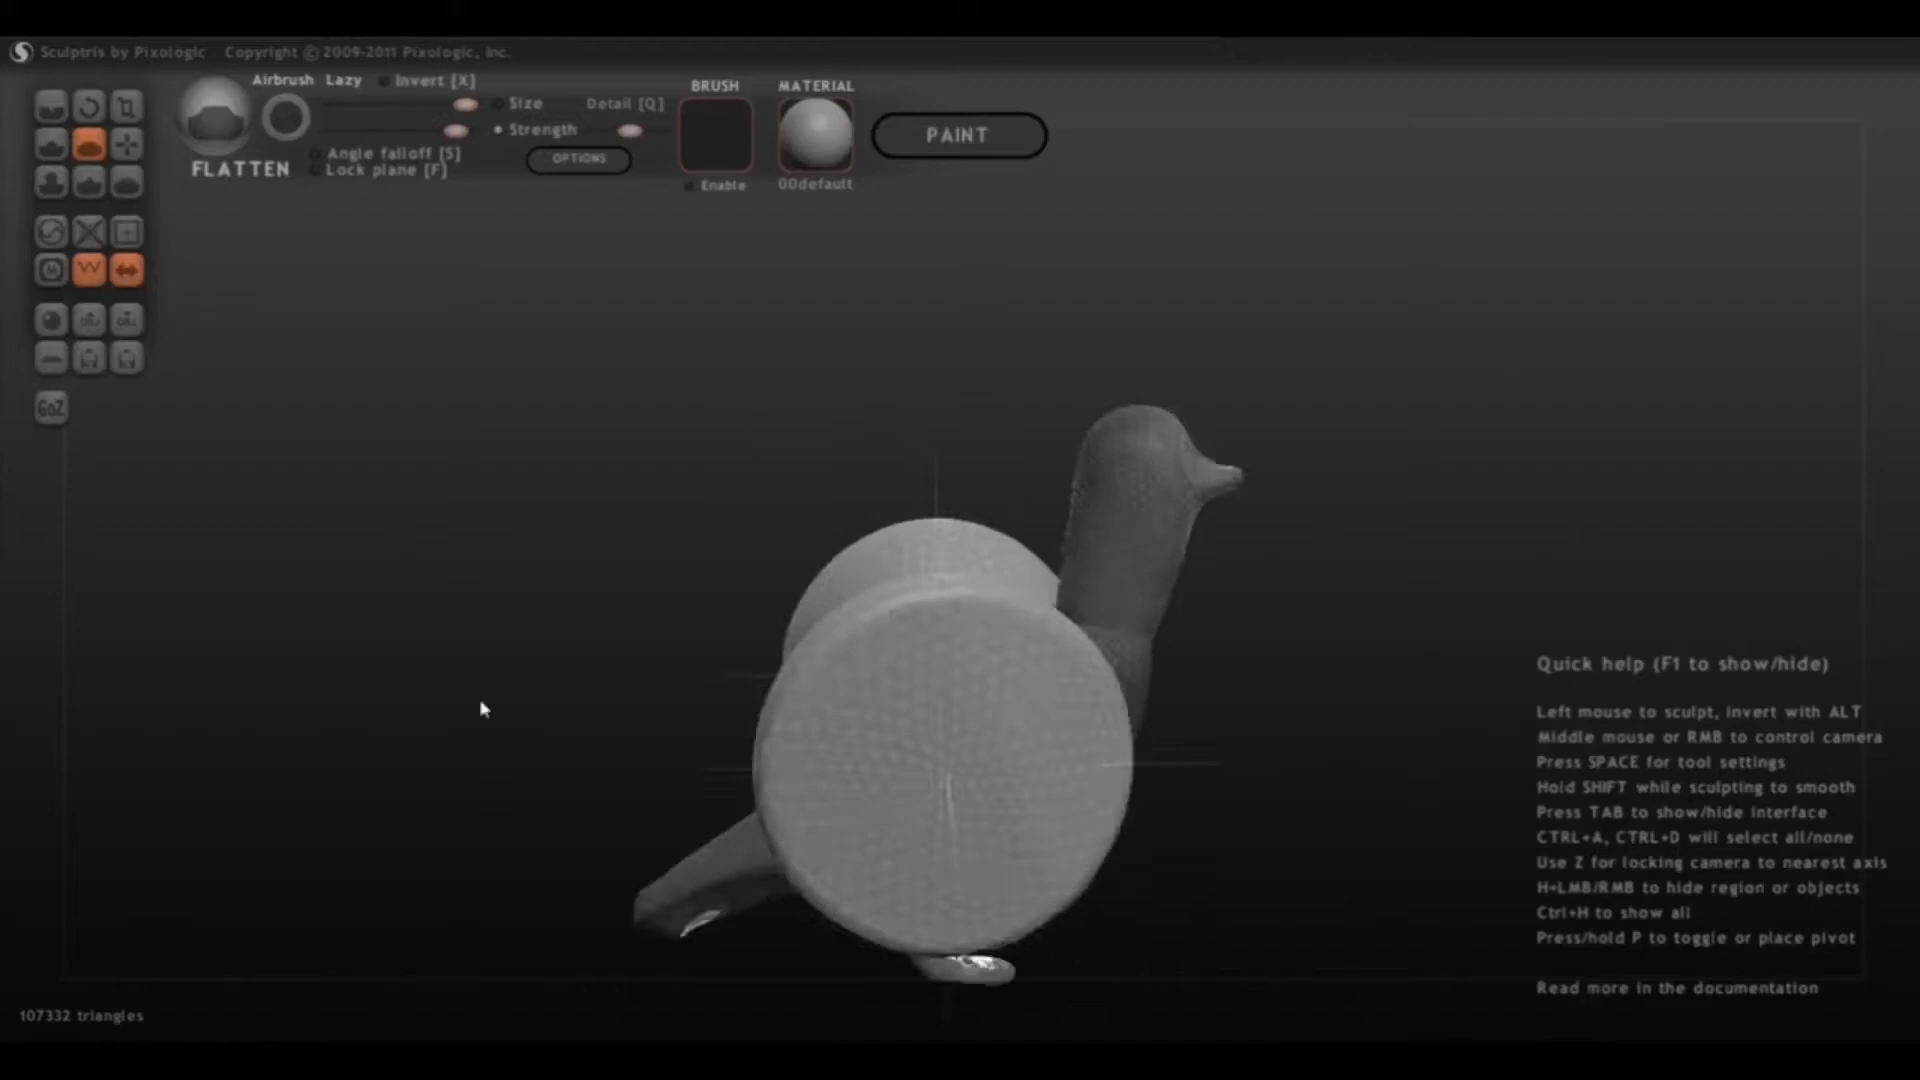 Sculptris by Pixologic Copyright © 2009-2011 Pixologic, Inc.
Airbrush Lazy Invert [X]
Size Detail [Q]
Strength
Angle falloff [S]
Lock plane [F]
OPTIONS
FLATTEN
BRUSH
Enable
MATERIAL
00default
PAINT
OBJ OBJ
GoZ
Quick help (F1 to show/hide)
Left mouse to sculpt, invert with ALT
Middle mouse or RMB to control camera
Press SPACE for tool settings
Hold SHIFT while sculpting to smooth
Press TAB to show/hide interface
CTRL+A, CTRL+D will select all/none
Use Z for locking camera to nearest axis
H+LMB/RMB to hide region or objects
Ctrl+H to show all
Press/hold P to toggle or place pivot
Read more in the documentation
107332 triangles